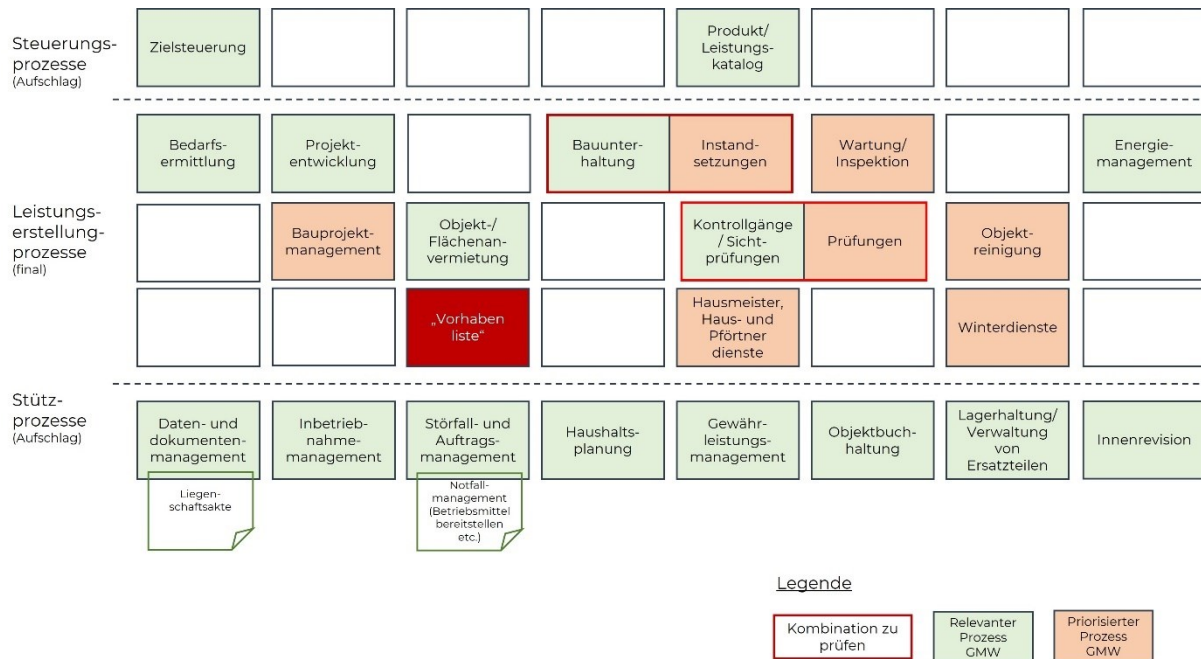 Steuerungs-
prozesse
(Aufschlag)
Zielsteuerung
Produkt/
Leistungs-
katalog
Leistungs-
erstellung-
prozesse
(final)
Bedarfs-
ermittlung
Projekt-
entwicklung
Bauunter-
haltung
Instand-
setzungen
Wartung/
Inspektion
Energie-
management
Bauprojekt-
management
Objekt-/
Flächenan-
vermietung
Kontrollgänge
/ Sicht-
prüfungen
Prüfungen
Objekt-
reinigung
„Vorhaben
liste“
Hausmeister,
Haus- und
Pförtner
dienste
Winterdienste
Stütz-
prozesse
(Aufschlag)
Daten- und
dokumenten-
management
Inbetrieb-
nahme-
management
Störfall- und
Auftrags-
management
Haushalts-
planung
Gewähr-
leistungs-
management
Objektbuch-
haltung
Lagerhaltung/
Verwaltung
von
Ersatzteilen
Innenrevision
Liegen-
schaftsakte
Notfall-
management
(Betriebsmittel
bereitstellen
etc.)
Legende
Kombination zu
prüfen
Relevanter
Prozess
GMW
Priorisierter
Prozess
GMW